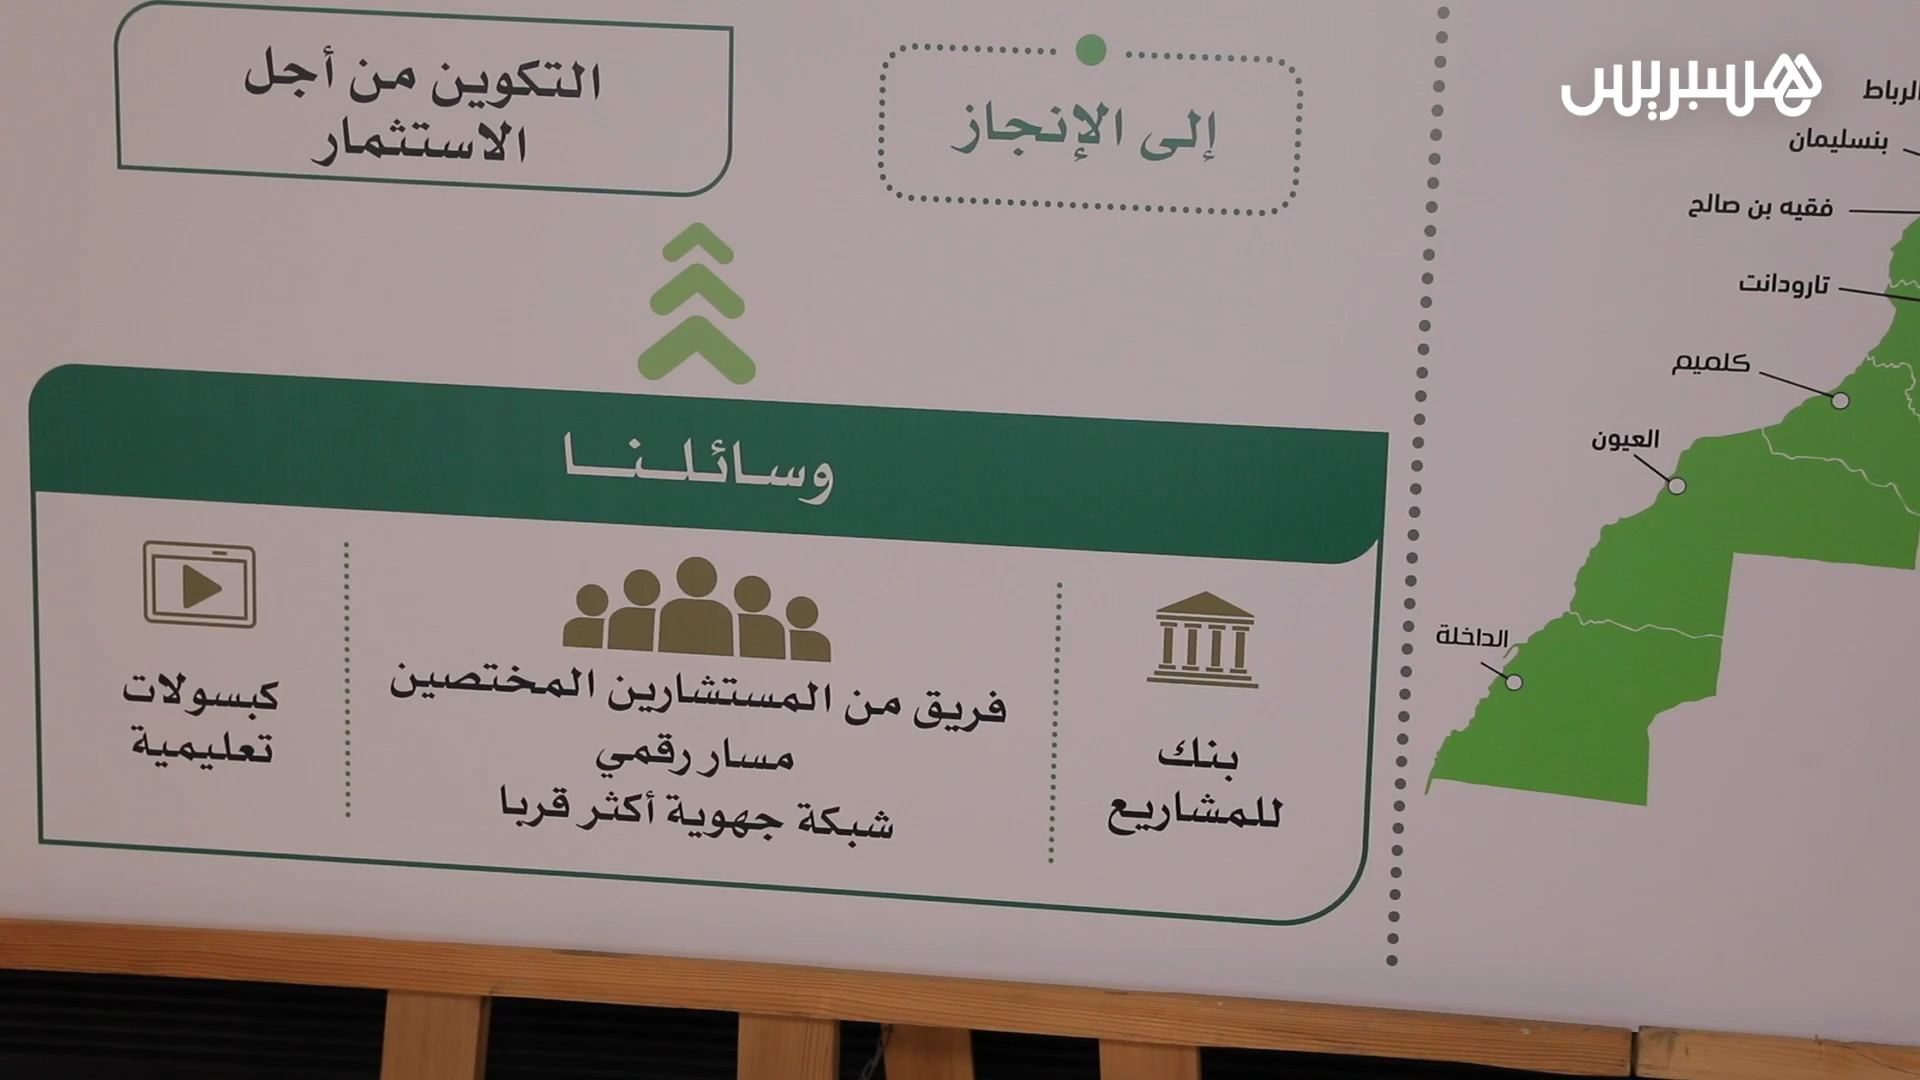 هسبريس
إلى الإنجاز
التكوين من أجل
الاستثمار
وسائلنا
بنك
للمشاريع
فريق من المستشارين المختصين
مسار رقمي
شبكة جهوية أكثر قربا
كبسولات
تعليمية
الرباط
بنسليمان
فقيه بن صالح
تارودانت
كلميم
العيون
الداخلة